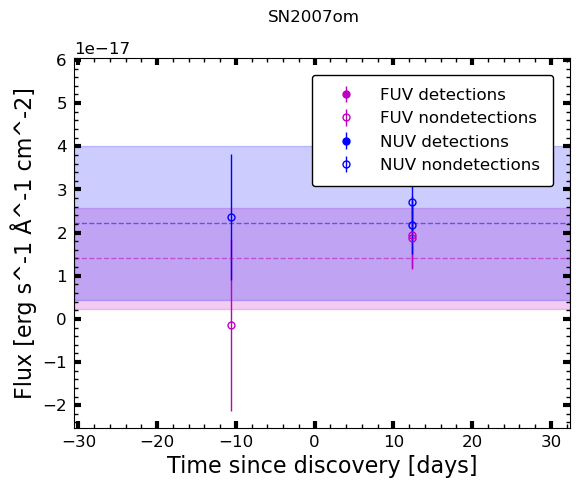 SN2007om
1e−17
6
5
4
3
2
1
0
−1
−2
Flux [erg s^-1 Å^-1 cm^-2]
FUV detections
FUV nondetections
NUV detections
NUV nondetections
−30 −20 −10 0 10 20 30
Time since discovery [days]